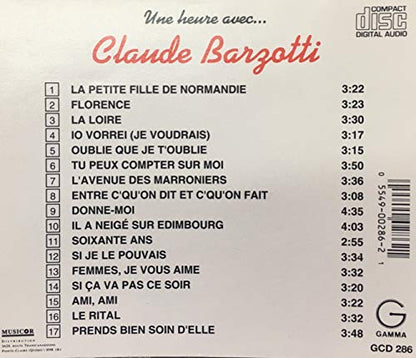 Une heure avec...
Claude Barzotti
COMPACT
disc
DIGITAL AUDIO
1 LA PETITE FILLE DE NORMANDIE 3:22
2 FLORENCE 3:23
3 LA LOIRE 3:30
4 IO VORREI (JE VOUDRAIS) 3:17
5 OUBLIE QUE JE T'OUBLIE 3:15
6 TU PEUX COMPTER SUR MOI 3:50
7 L'AVENUE DES MARRONIERS 3:36
8 ENTRE C'QU'ON DIT ET C'QU'ON FAIT 3:08
9 DONNE-MOI 4:35
10 IL A NEIGÉ SUR EDIMBOURG 4:03
11 SOIXANTE ANS 2:55
12 SI JE LE POUVAIS 3:34
13 FEMMES, JE VOUS AIME 3:32
14 SI ÇA VA PAS CE SOIR 3:20
15 AMI, AMI 3:22
16 LE RITAL 3:32
17 PRENDS BIEN SOIN D'ELLE 3:48
0 5549-00286-2 1
MUSICOR
DISTRIBUTION
G
GAMMA
GCD 286